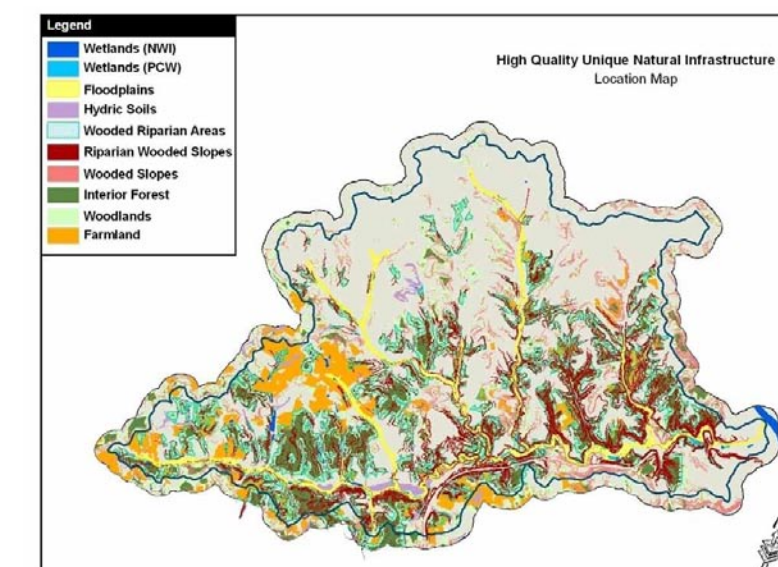 Legend
Wetlands (NWI)
Wetlands (PCW)
Floodplains
Hydric Soils
Wooded Riparian Areas
Riparian Wooded Slopes
Wooded Slopes
Interior Forest
Woodlands
Farmland
High Quality Unique Natural Infrastructure
Location Map